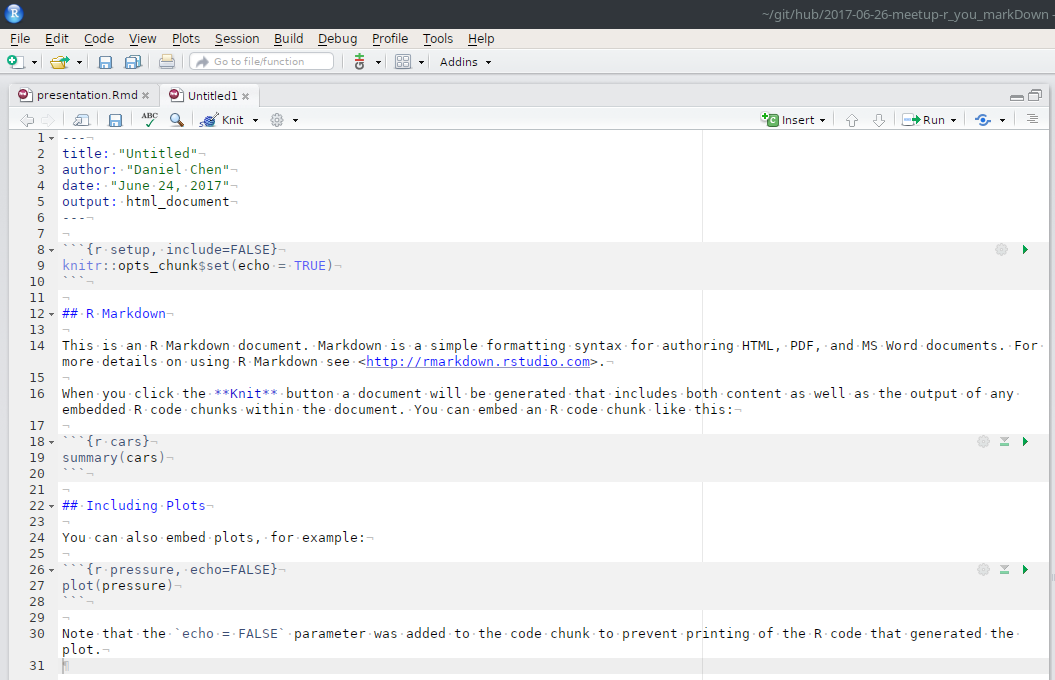 R
~/git/hub/2017-06-26-meetup-r_you_markDown -
File Edit Code View Plots Session Build Debug Profile Tools Help
Go to file/function Addins
presentation.Rmd × Untitled1 ×
ABC Knit Insert Run
1 ---
2 title: "Untitled"
3 author: "Daniel Chen"
4 date: "June 24, 2017"
5 output: html_document
6 ---
7
8 ```{r setup, include=FALSE}
9 knitr::opts_chunk$set(echo = TRUE)
10 ```
11
12 ## R Markdown
13
14 This is an R Markdown document. Markdown is a simple formatting syntax for authoring HTML, PDF, and MS Word documents. For
more details on using R Markdown see <http://rmarkdown.rstudio.com>.
15
16 When you click the **Knit** button a document will be generated that includes both content as well as the output of any
embedded R code chunks within the document. You can embed an R code chunk like this:
17
18 ```{r cars}
19 summary(cars)
20 ```
21
22 ## Including Plots
23
24 You can also embed plots, for example:
25
26 ```{r pressure, echo=FALSE}
27 plot(pressure)
28 ```
29
30 Note that the `echo = FALSE` parameter was added to the code chunk to prevent printing of the R code that generated the
plot.
31